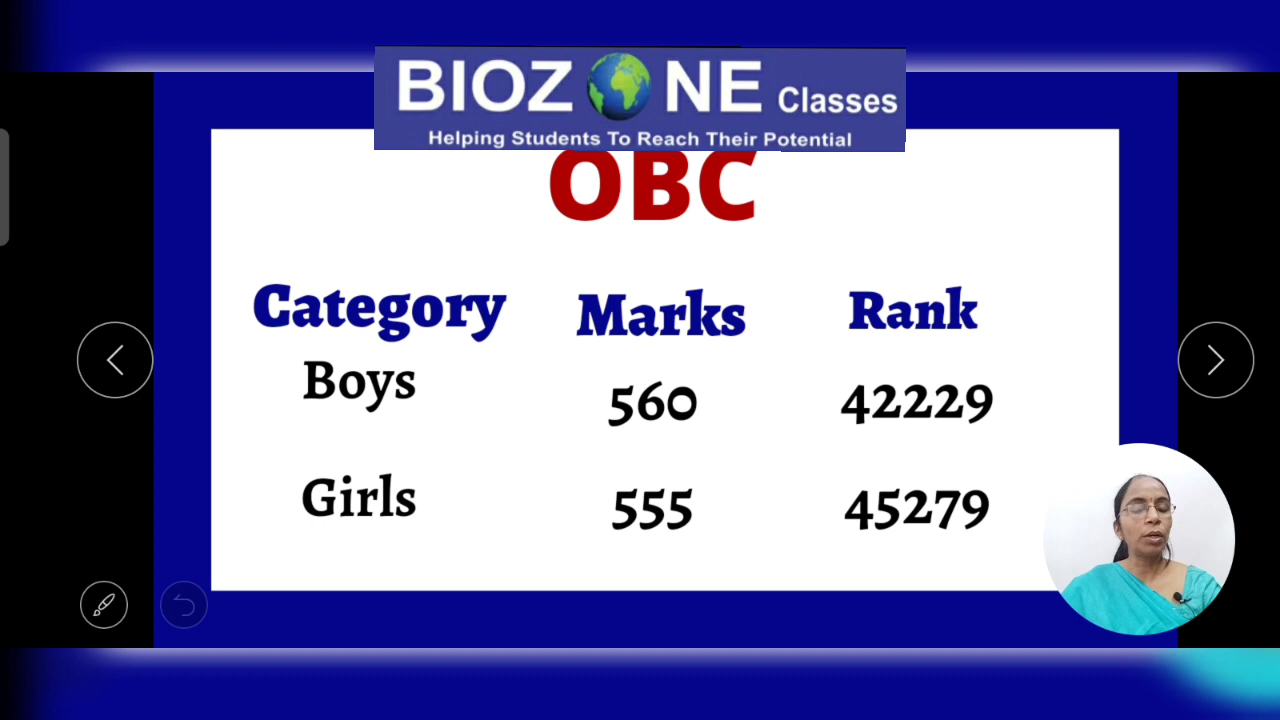 BIOZ NE Classes
Helping Students To Reach Their Potential
OBC
Category Marks Rank
Boys 560 42229
Girls 555 45279